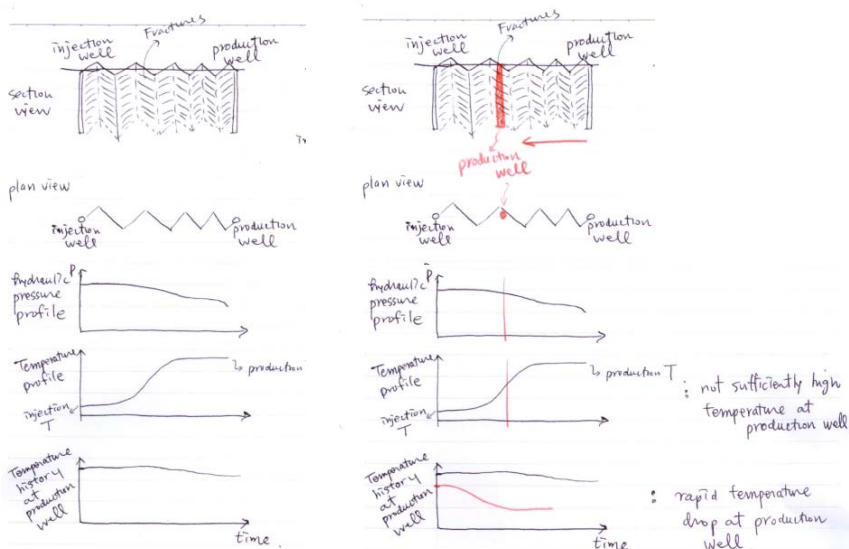 Fractures
injection
well
production
well
section
view
plan view
injection
well
production
well
hydraulic P
pressure
profile
Temperature
profile
production
injection
T
Temperature
history
at
production
well
time
Fractures
injection
well
production
well
section
view
production
well
plan view
injection
well
production
well
hydraulic P
pressure
profile
Temperature
profile
production T
: not sufficiently high
temperature at
production well
injection
T
Temperature
history
at
production
well
: rapid temperature
drop at production
well
time